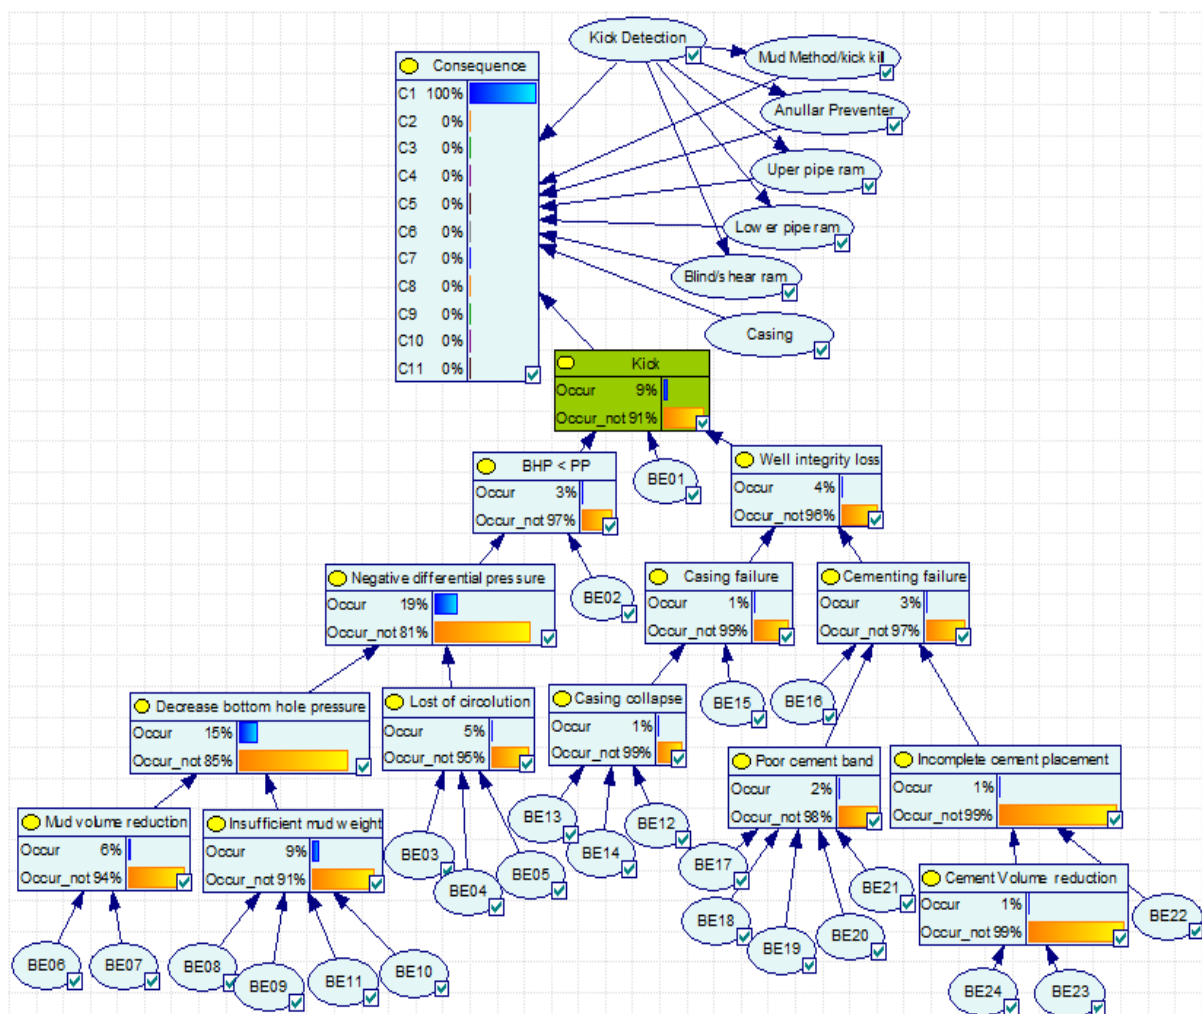 Kick Detection
Mud Method/kick kill
Consequence
C1 100%
C2 0%
C3 0%
C4 0%
C5 0%
C6 0%
C7 0%
C8 0%
C9 0%
C10 0%
C11 0%
Anullar Preventer
Uper pipe ram
Low er pipe ram
Blind/shear ram
Casing
Kick
Occur 9%
Occur_not 91%
BHP < PP
Occur 3%
Occur_not 97%
BE01
Well integrity loss
Occur 4%
Occur_not 96%
Negative differential pressure
Occur 19%
Occur_not 81%
BE02
Casing failure
Occur 1%
Occur_not 99%
Cementing failure
Occur 3%
Occur_not 97%
Decrease bottom hole pressure
Occur 15%
Occur_not 85%
Lost of circolution
Occur 5%
Occur_not 95%
Casing collapse
Occur 1%
Occur_not 99%
BE15
BE16
Poor cement band
Occur 2%
Occur_not 98%
Incomplete cement placement
Occur 1%
Occur_not 99%
Mud volume reduction
Occur 6%
Occur_not 94%
Insufficient mud weight
Occur 9%
Occur_not 91%
BE03
BE04
BE05
BE13
BE14
BE12
BE17
BE18
BE19
BE20
BE21
Cement Volume reduction
Occur 1%
Occur_not 99%
BE22
BE06
BE07
BE08
BE09
BE11
BE10
BE24
BE23